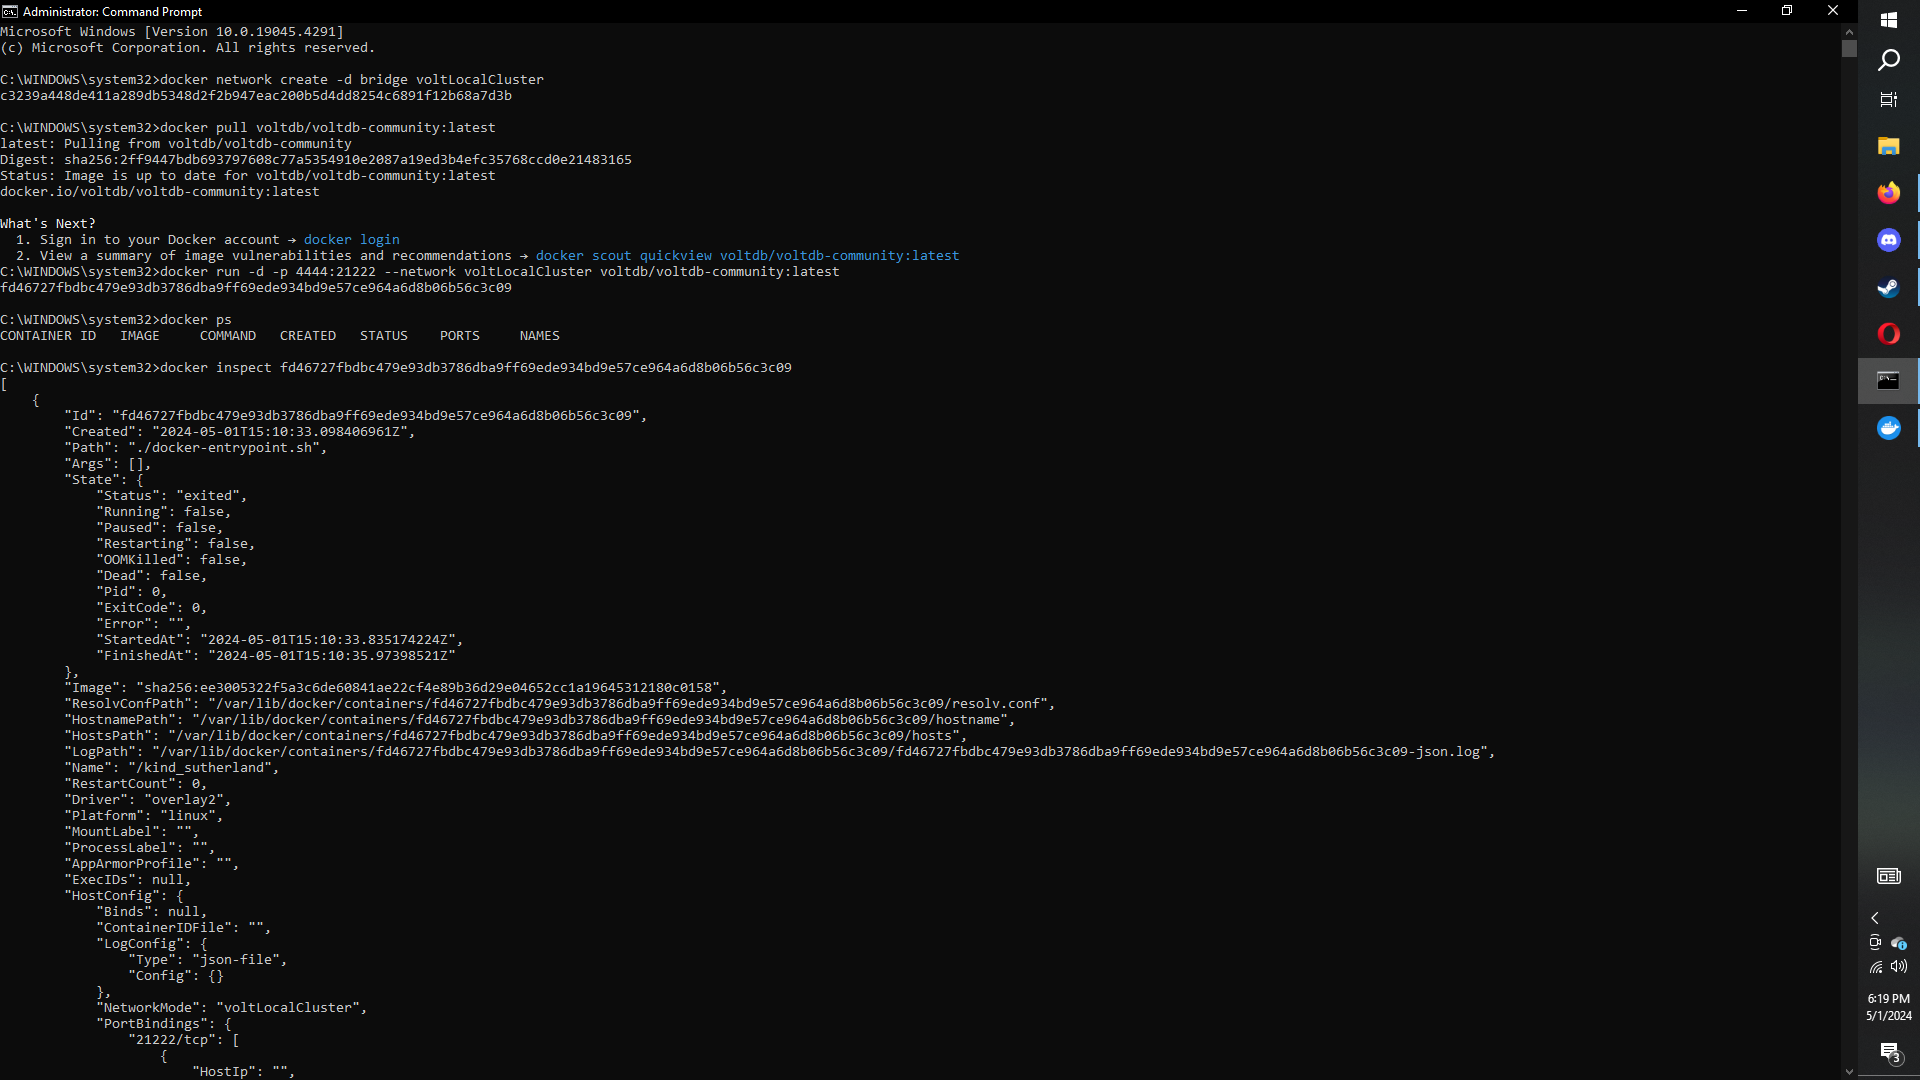 Administrator: Command Prompt
Microsoft Windows [Version 10.0.19045.4291]
(c) Microsoft Corporation. All rights reserved.
C:\WINDOWS\system32>docker network create -d bridge voltLocalCluster
c3239a448de411a289db5348d2f2b947eac200b5d4dd8254c6891f12b68a7d3b
C:\WINDOWS\system32>docker pull voltdb/voltdb-community:latest
latest: Pulling from voltdb/voltdb-community
Digest: sha256:2ff9447bdb693797608c77a5354910e2087a19ed3b4efc35768ccd0e21483165
Status: Image is up to date for voltdb/voltdb-community:latest
docker.io/voltdb/voltdb-community:latest
What's Next?
  1. Sign in to your Docker account → docker login
  2. View a summary of image vulnerabilities and recommendations → docker scout quickview voltdb/voltdb-community:latest
C:\WINDOWS\system32>docker run -d -p 4444:21222 --network voltLocalCluster voltdb/voltdb-community:latest
fd46727fbdbc479e93db3786dba9ff69ede934bd9e57ce964a6d8b06b56c3c09
C:\WINDOWS\system32>docker ps
CONTAINER ID   IMAGE     COMMAND   CREATED   STATUS    PORTS     NAMES
C:\WINDOWS\system32>docker inspect fd46727fbdbc479e93db3786dba9ff69ede934bd9e57ce964a6d8b06b56c3c09
[
    {
        "Id": "fd46727fbdbc479e93db3786dba9ff69ede934bd9e57ce964a6d8b06b56c3c09",
        "Created": "2024-05-01T15:10:33.098406961Z",
        "Path": "./docker-entrypoint.sh",
        "Args": [],
        "State": {
            "Status": "exited",
            "Running": false,
            "Paused": false,
            "Restarting": false,
            "OOMKilled": false,
            "Dead": false,
            "Pid": 0,
            "ExitCode": 0,
            "Error": "",
            "StartedAt": "2024-05-01T15:10:33.835174224Z",
            "FinishedAt": "2024-05-01T15:10:35.97398521Z"
        },
        "Image": "sha256:ee3005322f5a3c6de60841ae22cf4e89b36d29e04652cc1a19645312180c0158",
        "ResolvConfPath": "/var/lib/docker/containers/fd46727fbdbc479e93db3786dba9ff69ede934bd9e57ce964a6d8b06b56c3c09/resolv.conf",
        "HostnamePath": "/var/lib/docker/containers/fd46727fbdbc479e93db3786dba9ff69ede934bd9e57ce964a6d8b06b56c3c09/hostname",
        "HostsPath": "/var/lib/docker/containers/fd46727fbdbc479e93db3786dba9ff69ede934bd9e57ce964a6d8b06b56c3c09/hosts",
        "LogPath": "/var/lib/docker/containers/fd46727fbdbc479e93db3786dba9ff69ede934bd9e57ce964a6d8b06b56c3c09/fd46727fbdbc479e93db3786dba9ff69ede934bd9e57ce964a6d8b06b56c3c09-json.log",
        "Name": "/kind_sutherland",
        "RestartCount": 0,
        "Driver": "overlay2",
        "Platform": "linux",
        "MountLabel": "",
        "ProcessLabel": "",
        "AppArmorProfile": "",
        "ExecIDs": null,
        "HostConfig": {
            "Binds": null,
            "ContainerIDFile": "",
            "LogConfig": {
                "Type": "json-file",
                "Config": {}
            },
            "NetworkMode": "voltLocalCluster",
            "PortBindings": {
                "21222/tcp": [
                    {
                        "HostIp": "",
6:19 PM
5/1/2024
3